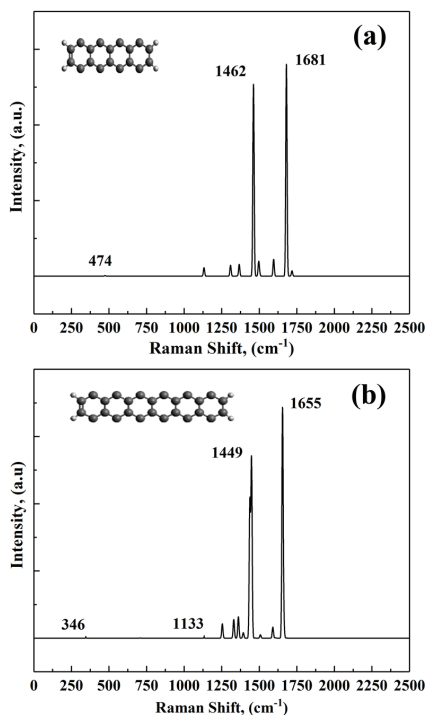 (a)
1681
1462
474
Intensity, (a.u.)
0 250 500 750 1000 1250 1500 1750 2000 2250 2500
Raman Shift, (cm-1)
(b)
1655
1449
346
1133
Intensity, (a.u)
0 250 500 750 1000 1250 1500 1750 2000 2250 2500
Raman Shift, (cm-1)